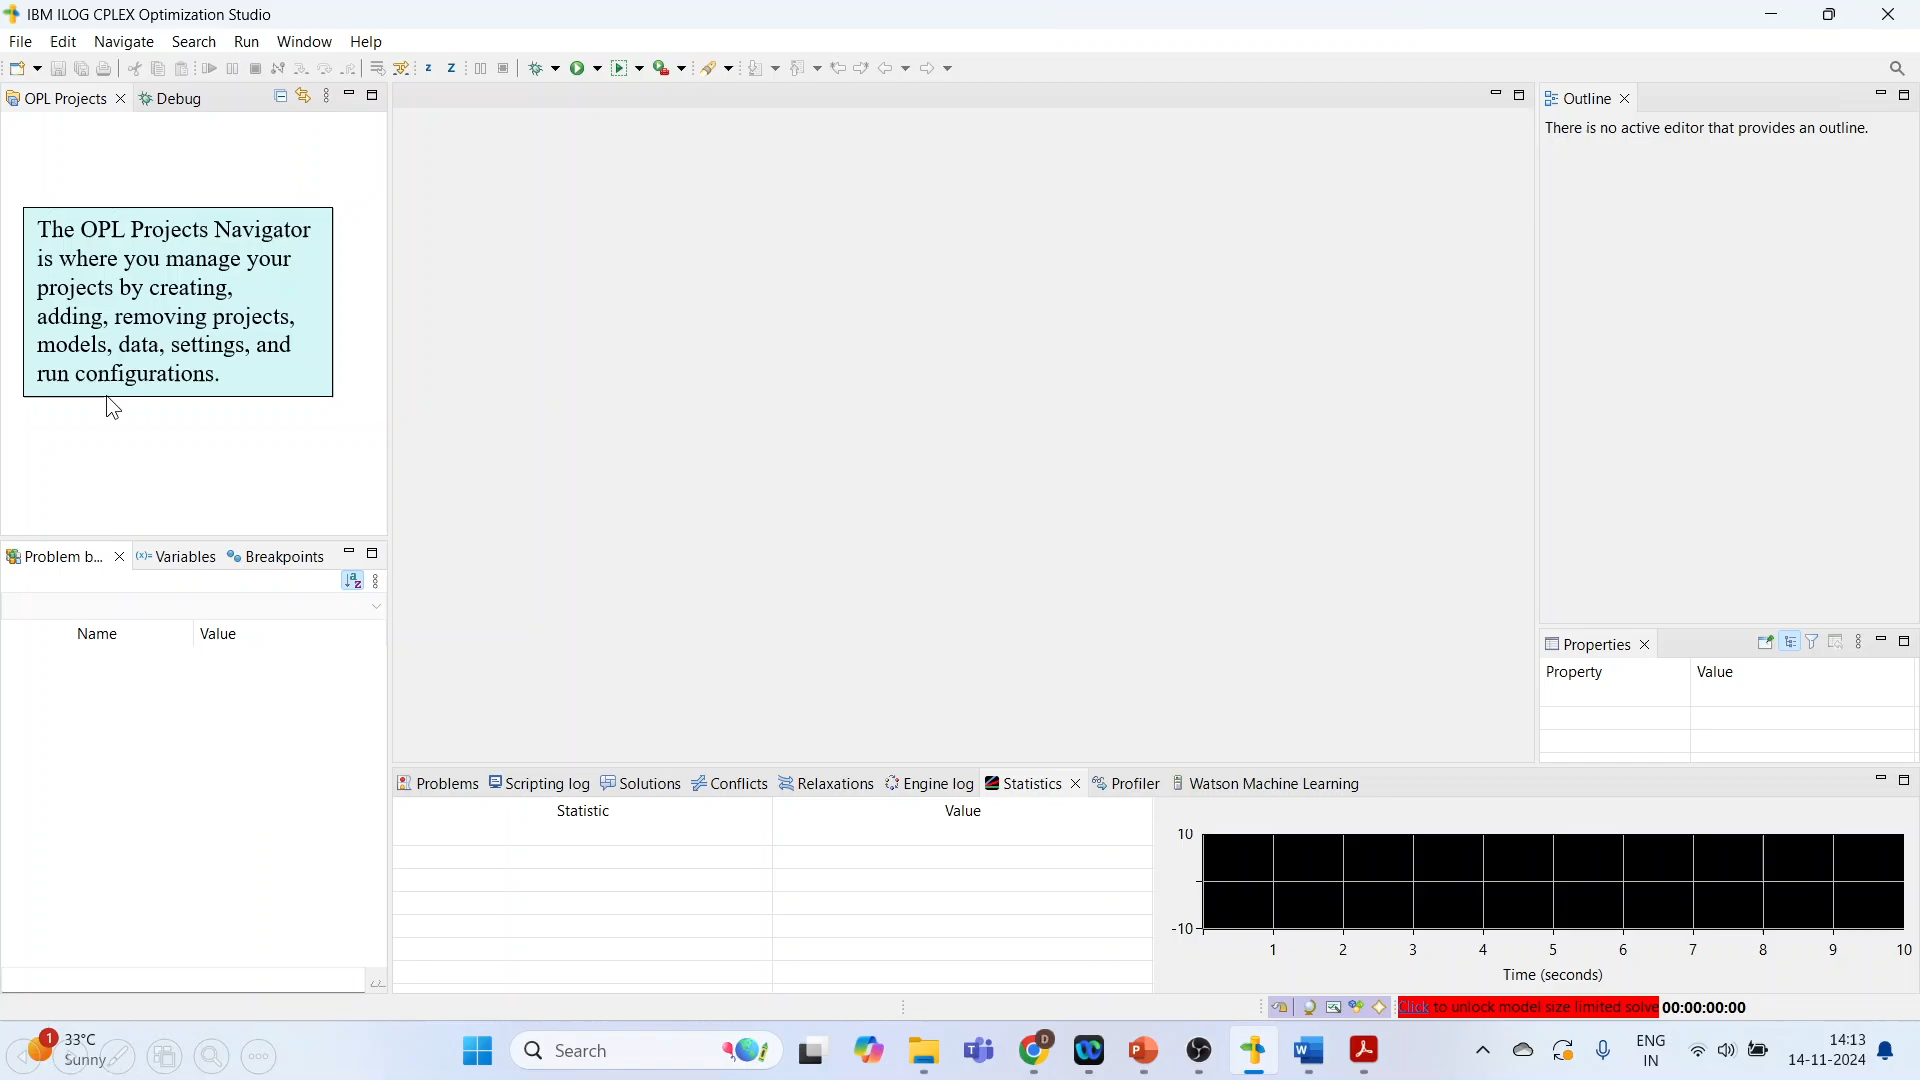 IBM ILOG CPLEX Optimization Studio
File Edit Navigate Search Run Window Help
OPL Projects Debug
Outline
There is no active editor that provides an outline.
The OPL Projects Navigator
is where you manage your
projects by creating,
adding, removing projects,
models, data, settings, and
run configurations.
Problem b... (x)= Variables Breakpoints
Name Value
Properties
Property Value
Problems Scripting log Solutions Conflicts Relaxations Engine log Statistics Profiler Watson Machine Learning
Statistic Value
10
-10
1 2 3 4 5 6 7 8 9 10
Time (seconds)
Click to unlock model size limited solve 00:00:00:00
1 33°C
Sunny
Search
D
ENG
IN
14:13
14-11-2024